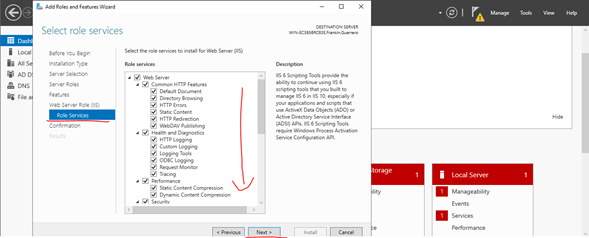 Add Roles and Features Wizard
Manage Tools View Help
Select role services
DESTINATION SERVER
Before You Begin
Installation Type
Server Selection
Server Roles
Features
Web Server Role (IIS)
Role Services
Confirmation
Results
Select the role services to install for Web Server (IIS)
Role services
Web Server
Common HTTP Features
Default Document
Directory Browsing
HTTP Errors
Static Content
HTTP Redirection
WebDAV Publishing
Health and Diagnostics
HTTP Logging
Custom Logging
Logging Tools
ODBC Logging
Request Monitor
Tracing
Performance
Static Content Compression
Dynamic Content Compression
Security
Description
IIS 6 Scripting Tools provide the
ability to continue using IIS 6
scripting tools that you built to
manage IIS 6 in IIS 10, especially if
your applications and scripts that
use ActiveX Data Objects (ADO) or
Active Directory Service Interface
(ADSI) APIs. IIS 6 Scripting Tools
require Windows Process Activation
Service Configuration API.
< Previous
Next >
Install
Cancel
Dashb
Local
All Se
AD D
DNS
File an
Hide
Storage
1
Local Server
1
Manageability
Events
1
Services
Performance